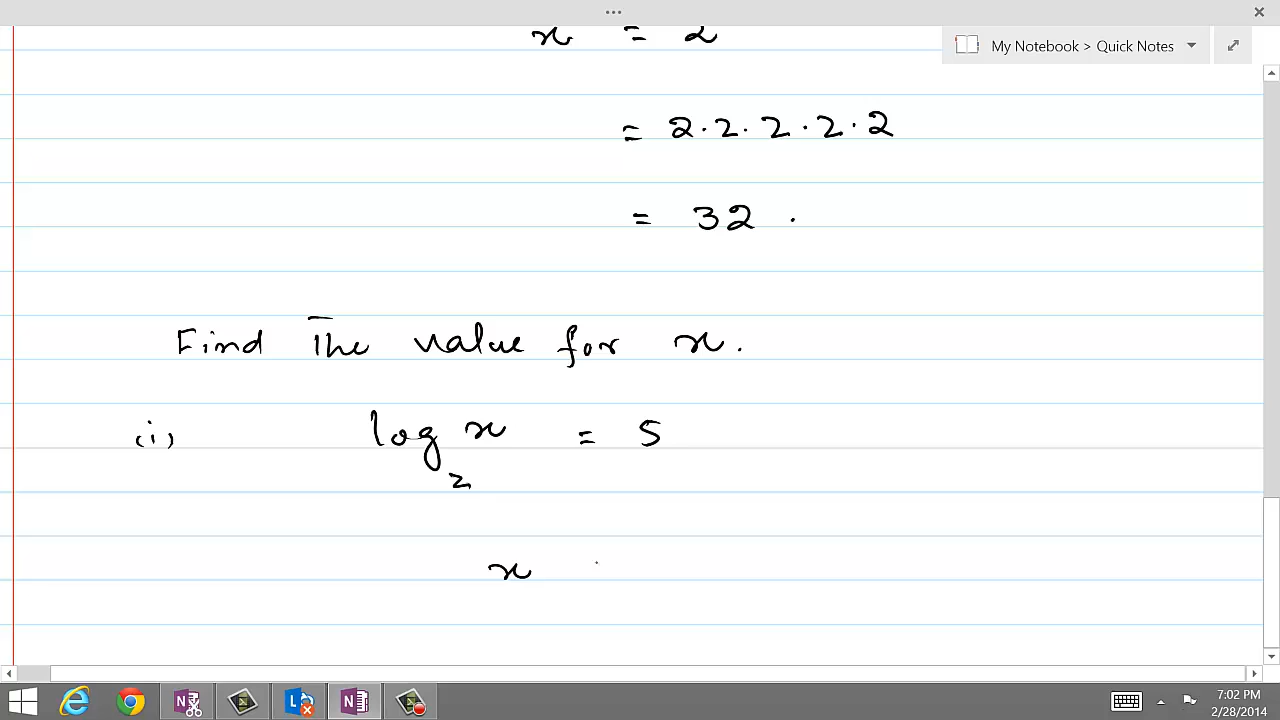 x = 2
My Notebook > Quick Notes
= 2.2.2.2.2
= 32.
Find The value for x.
(i) log₂ x = 5
x
7:02 PM
2/28/2014